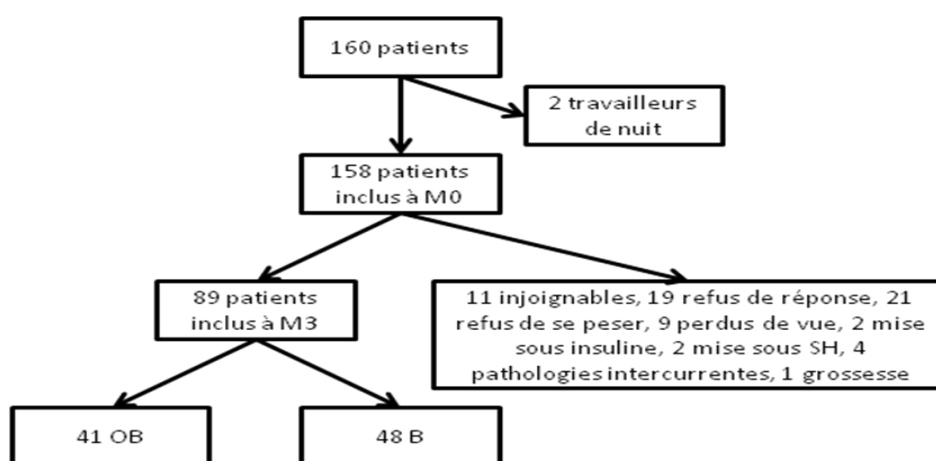 160 patients
2 travailleurs
de nuit
158 patients
inclus à M0
89 patients
inclus à M3
11 injoignables, 19 refus de réponse, 21
refus de se peser, 9 perdus de vue, 2 mise
sous insuline, 2 mise sous SH, 4
pathologies intercurrentes, 1 grossesse
41 OB
48 B